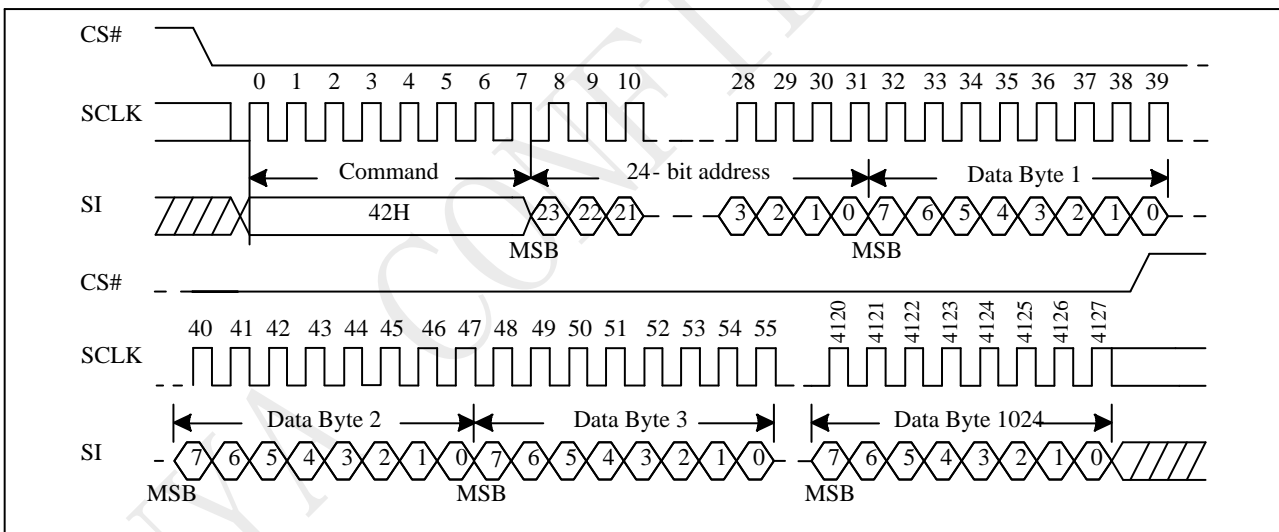 CS#
0 1 2 3 4 5 6 7 8 9 10 28 29 30 31 32 33 34 35 36 37 38 39
SCLK
Command 24- bit address Data Byte 1
SI 42H 23 22 21 3 2 1 0 7 6 5 4 3 2 1 0
MSB MSB
CS#
40 41 42 43 44 45 46 47 48 49 50 51 52 53 54 55 4120 4121 4122 4123 4124 4125 4126 4127
SCLK
Data Byte 2 Data Byte 3 Data Byte 1024
SI 7 6 5 4 3 2 1 0 7 6 5 4 3 2 1 0 7 6 5 4 3 2 1 0
MSB MSB MSB